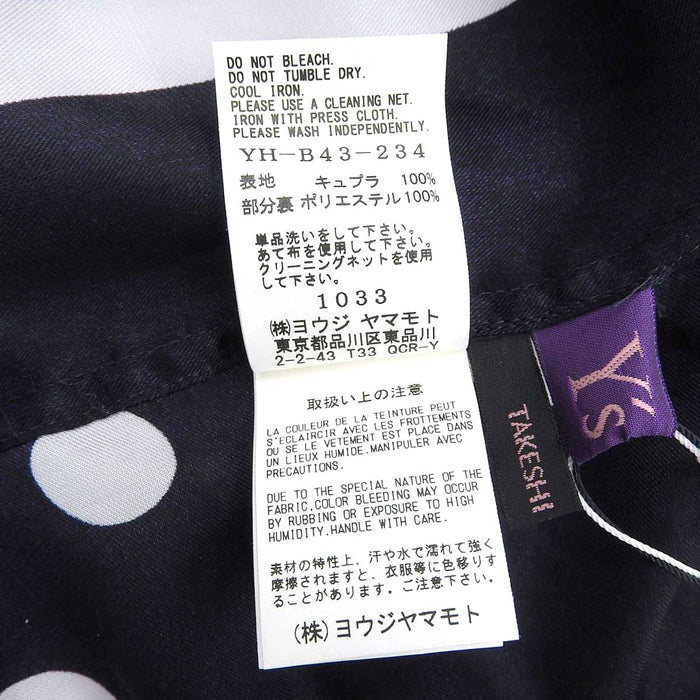 DO NOT BLEACH.
DO NOT TUMBLE DRY.
COOL IRON.
PLEASE USE A CLEANING NET.
IRON WITH PRESS CLOTH.
PLEASE WASH INDEPENDENTLY.
YH-B43-234
表地 キュプラ 100%
部分裏 ポリエステル 100%
単品洗いをして下さい。
あて布を使用して下さい。
クリーニングネットを使用
して下さい。
1033
(株)ヨウジ ヤマモト
東京都品川区東品川
2-2-43 T33 QCR-Y
取扱い上の注意
LA COULEUR DE LA TEINTURE PEUT
S'ECLAIRCIR AVEC LES FROTTEMENTS
OU SE LE VETEMENT EST PLACE DANS
UN LIEUX HUMIDE.MANIPULER AVEC
PRECAUTIONS.
DUE TO THE SPECIAL NATURE OF THE
FABRIC,COLOR BLEEDING MAY OCCUR
BY RUBBING OR EXPOSURE TO HIGH
HUMIDITY.HANDLE WITH CARE.
素材の特性上、汗や水で濡れて強く
摩擦されますと、衣服等に色移りす
ることがあります。ご注意下さい。
(株)ヨウジヤマモト
Y's
TAKESHI